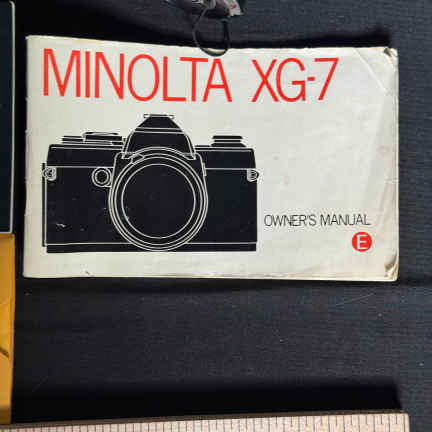 MINOLTA XG-7
OWNER'S MANUAL
E